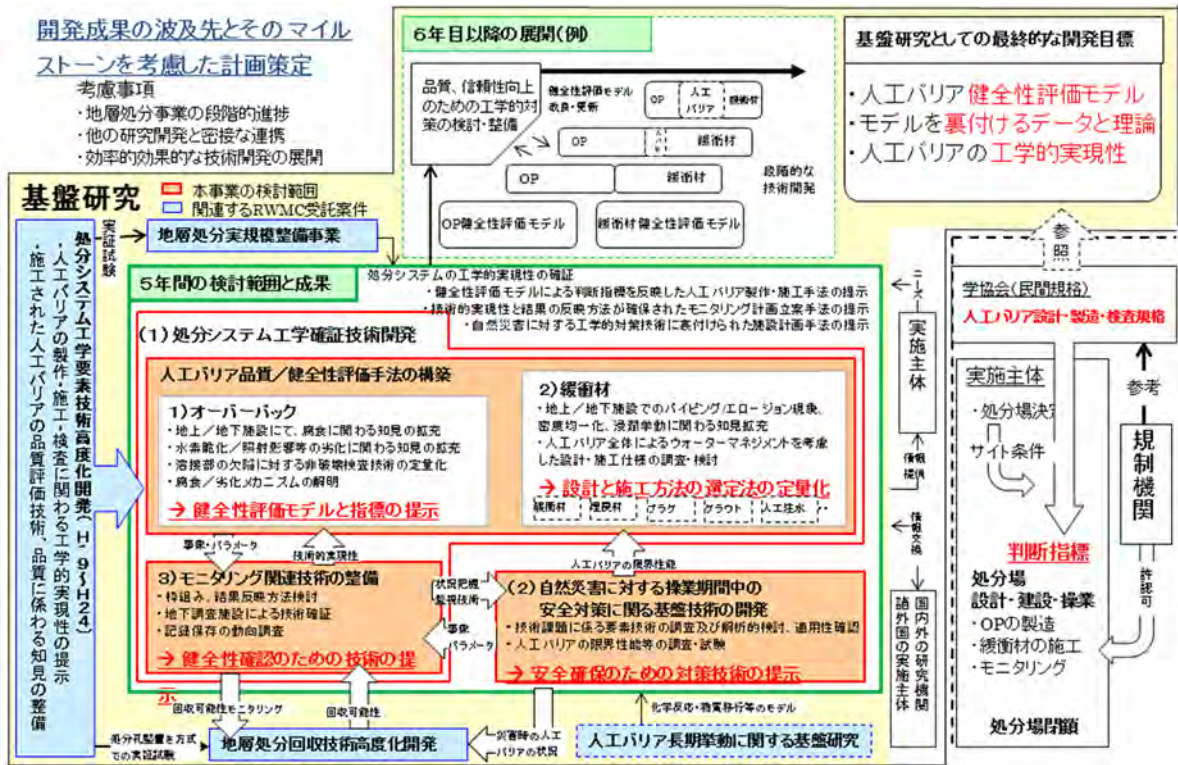 開発成果の波及先とそのマイル
ストーンを考慮した計画策定
考慮事項
・地層処分事業の段階的進捗
・他の研究開発と密接な連携
・効率的効果的な技術開発の展開
6年目以降の展開(例)
品質、信頼性向上
のための工学的対
策の検討・整備
健全性評価モデル
改良・更新
OP
人工
バリア
緩衝材
OP
緩衝材
OP
緩衝材
段階的な
技術開発
OP健全性評価モデル
緩衝材健全性評価モデル
基盤研究としての最終的な開発目標
・人工バリア健全性評価モデル
・モデルを裏付けるデータと理論
・人工バリアの工学的実現性
基盤研究
本事業の検討範囲
関連するRWMC受託案件
処分システム工学要素技術高度化開発(H19~H24)
・人工バリアの製作・施工・検査に関わる工学的実現性の提示
・施工された人工バリアの品質評価技術、品質に係わる知見の整備
実証試験
地層処分実規模整備事業
5年間の検討範囲と成果
処分システムの工学的実現性の確証
・健全性評価モデルによる判断指標を反映した人工バリア製作・施工手法の提示
・技術的実現性と結果の反映方法が確保されたモニタリング計画立案手法の提示
・自然災害に対する工学的対策技術に裏付けられた施設計画手法の提示
(1)処分システム工学確証技術開発
人工バリア品質/健全性評価手法の構築
1)オーバーパック
・地上/地下施設にて、腐食に関わる知見の拡充
・水素脆化/照射影響等の劣化に関わる知見の拡充
・溶接部の欠陥に対する非破壊検査技術の定量化
・腐食/劣化メカニズムの解明
→ 健全性評価モデルと指標の提示
2)緩衝材
・地上/地下施設でのパイピング/エロージョン現象、
密度均一化、浸潤挙動に関わる知見拡充
・人工バリア全体によるウォーターマネジメントを考慮
した設計・施工仕様の調査・検討
→ 設計と施工方法の選定法の定量化
緩衝材
埋戻材
プラグ
グラウト
人工注水
・・
事象・パラメータ
技術的実現性
人工バリアの限界性能
3)モニタリング関連技術の整備
・枠組み、結果反映方法検討
・地下調査施設による技術確証
・記録保存の動向調査
→ 健全性確認のための技術の提
示
状況把握
監視技術
事象
パラメータ
(2)自然災害に対する操業期間中の
安全対策に関る基盤技術の開発
・技術課題に係る要素技術の調査及び解析的検討、適用性確認
・人工バリアの限界性能等の調査・試験
→ 安全確保のための対策技術の提示
回収可能性モニタリング
回収可能性
化学反応・物質移行等のモデル
処分孔竪置き方式
での実証試験
地層処分回収技術高度化開発
災害時の人工
バリアの状況
人工バリア長期挙動に関する基盤研究
ニーズ
実施主体
情報
提供
情報交換
国内外の研究機関
諸外国の実施主体
参照
学協会(民間規格)
人工バリア設計・製造・検査規格
実施主体
・処分場決定
サイト条件
参考
規制機関
許認可
判断指標
処分場
設計・建設・操業
・OPの製造
・緩衝材の施工
・モニタリング
処分場閉鎖